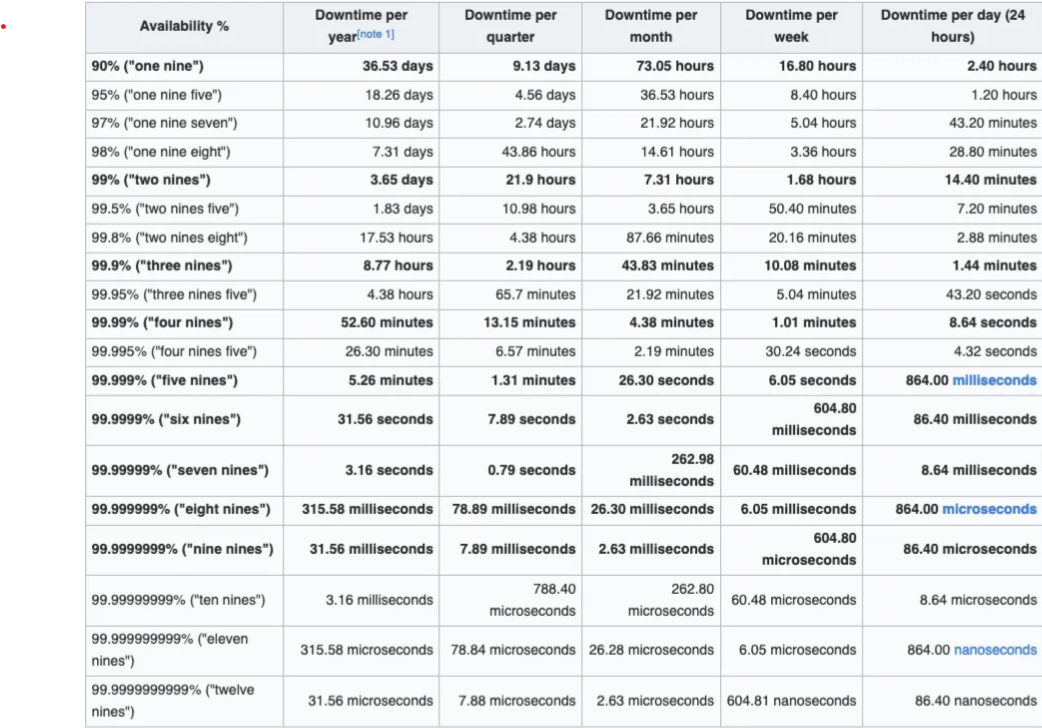 Availability % Downtime per year[note 1] Downtime per quarter Downtime per month Downtime per week Downtime per day (24 hours)
90% ("one nine") 36.53 days 9.13 days 73.05 hours 16.80 hours 2.40 hours
95% ("one nine five") 18.26 days 4.56 days 36.53 hours 8.40 hours 1.20 hours
97% ("one nine seven") 10.96 days 2.74 days 21.92 hours 5.04 hours 43.20 minutes
98% ("one nine eight") 7.31 days 43.86 hours 14.61 hours 3.36 hours 28.80 minutes
99% ("two nines") 3.65 days 21.9 hours 7.31 hours 1.68 hours 14.40 minutes
99.5% ("two nines five") 1.83 days 10.98 hours 3.65 hours 50.40 minutes 7.20 minutes
99.8% ("two nines eight") 17.53 hours 4.38 hours 87.66 minutes 20.16 minutes 2.88 minutes
99.9% ("three nines") 8.77 hours 2.19 hours 43.83 minutes 10.08 minutes 1.44 minutes
99.95% ("three nines five") 4.38 hours 65.7 minutes 21.92 minutes 5.04 minutes 43.20 seconds
99.99% ("four nines") 52.60 minutes 13.15 minutes 4.38 minutes 1.01 minutes 8.64 seconds
99.995% ("four nines five") 26.30 minutes 6.57 minutes 2.19 minutes 30.24 seconds 4.32 seconds
99.999% ("five nines") 5.26 minutes 1.31 minutes 26.30 seconds 6.05 seconds 864.00 milliseconds
99.9999% ("six nines") 31.56 seconds 7.89 seconds 2.63 seconds 604.80 milliseconds 86.40 milliseconds
99.99999% ("seven nines") 3.16 seconds 0.79 seconds 262.98 milliseconds 60.48 milliseconds 8.64 milliseconds
99.999999% ("eight nines") 315.58 milliseconds 78.89 milliseconds 26.30 milliseconds 6.05 milliseconds 864.00 microseconds
99.9999999% ("nine nines") 31.56 milliseconds 7.89 milliseconds 2.63 milliseconds 604.80 microseconds 86.40 microseconds
99.99999999% ("ten nines") 3.16 milliseconds 788.40 microseconds 262.80 microseconds 60.48 microseconds 8.64 microseconds
99.999999999% ("eleven nines") 315.58 microseconds 78.84 microseconds 26.28 microseconds 6.05 microseconds 864.00 nanoseconds
99.9999999999% ("twelve nines") 31.56 microseconds 7.88 microseconds 2.63 microseconds 604.81 nanoseconds 86.40 nanoseconds